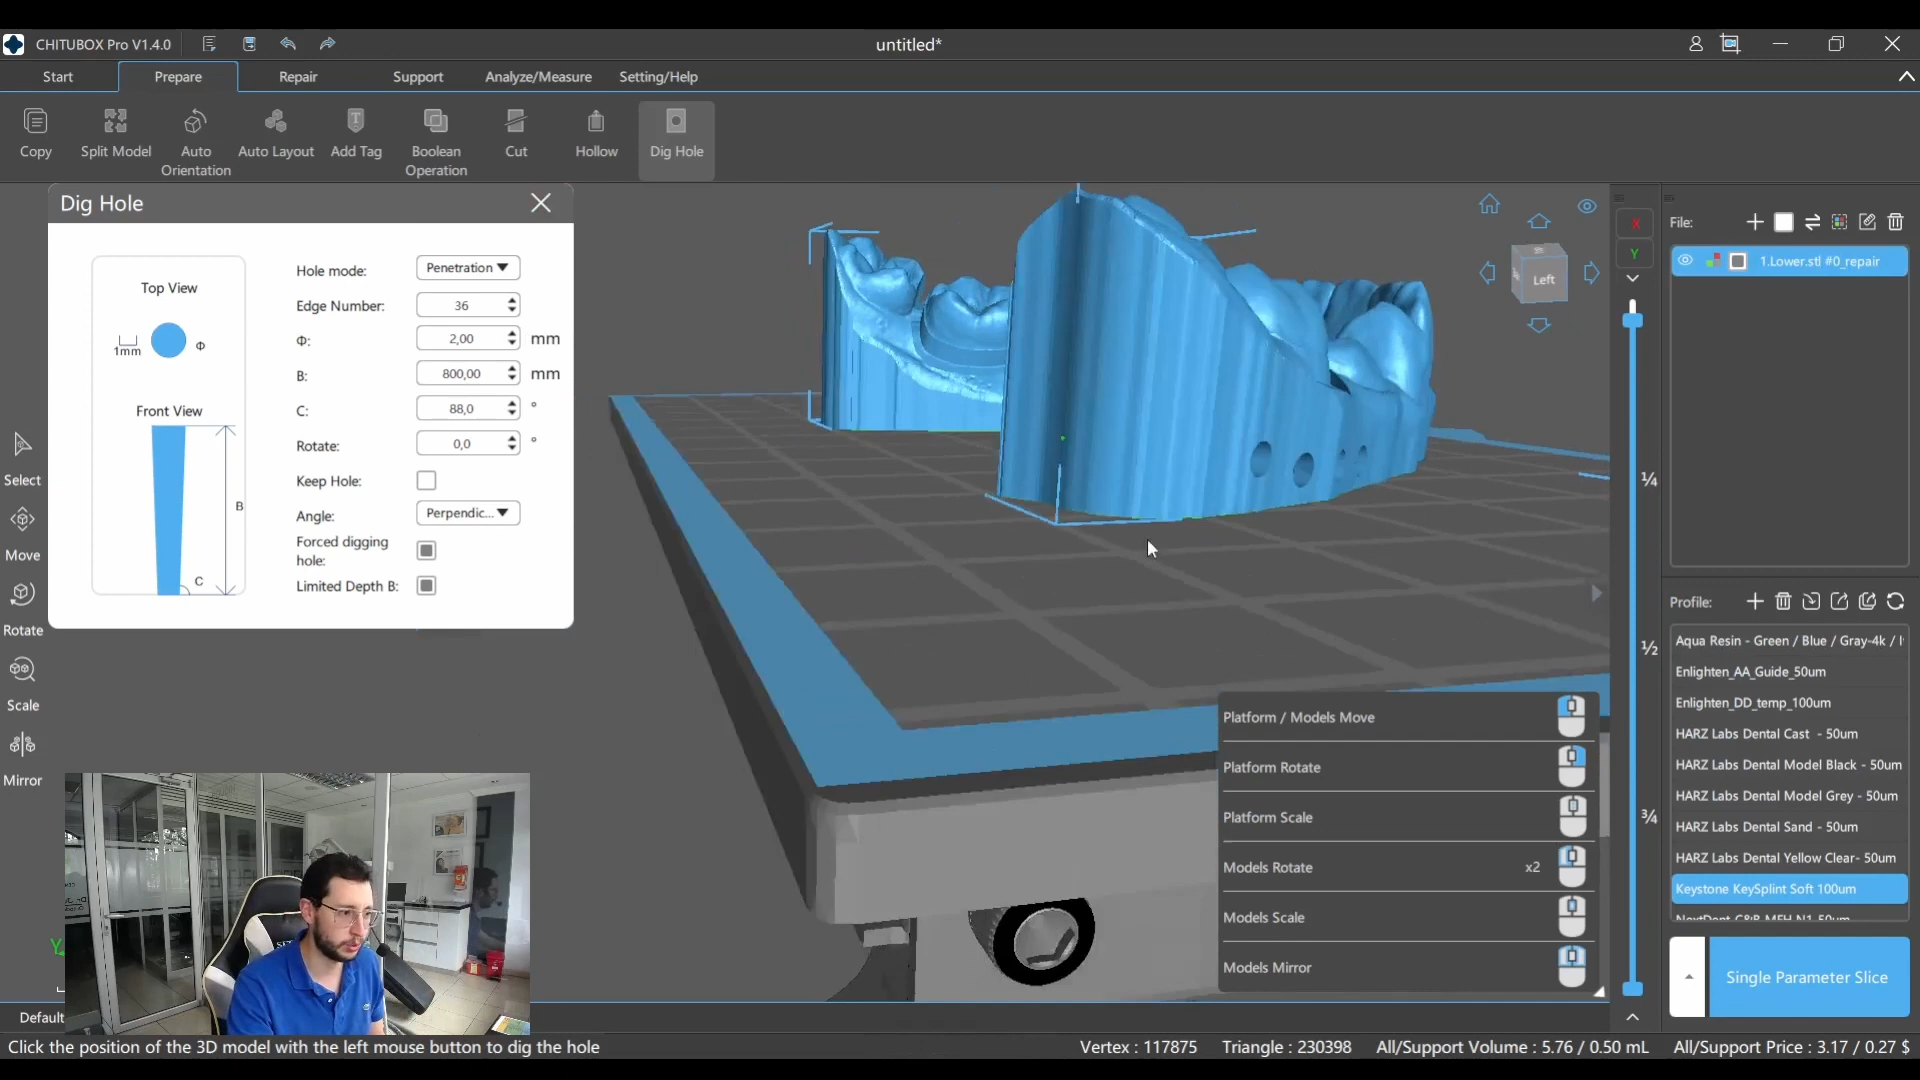 CHITUBOX Pro V1.4.0
untitled*
Start
Prepare
Repair
Support
Analyze/Measure
Setting/Help
Copy
Split Model
Auto
Orientation
Auto Layout
Add Tag
Boolean
Operation
Cut
Hollow
Dig Hole
Dig Hole
Top View
1mm
Φ
Front View
B
C
Hole mode:
Penetration
Edge Number:
36
Φ:
2,00
mm
B:
800,00
mm
C:
88,0
°
Rotate:
0,0
°
Keep Hole:
Angle:
Perpendic...
Forced digging
hole:
Limited Depth B:
Select
Move
Rotate
Scale
Mirror
Y
Default
Left
X
Y
¼
½
¾
File:
1.Lower.stl #0_repair
Profile:
Aqua Resin - Green / Blue / Gray-4k /
Enlighten_AA_Guide_50um
Enlighten_DD_temp_100um
HARZ Labs Dental Cast - 50um
HARZ Labs Dental Model Black - 50um
HARZ Labs Dental Model Grey - 50um
HARZ Labs Dental Sand - 50um
HARZ Labs Dental Yellow Clear- 50um
Keystone KeySplint Soft 100um
NextDent C&B MFH N1 50um
Single Parameter Slice
Platform / Models Move
Platform Rotate
Platform Scale
Models Rotate
x2
Models Scale
Models Mirror
Click the position of the 3D model with the left mouse button to dig the hole
Vertex : 117875
Triangle : 230398
All/Support Volume : 5.76 / 0.50 mL
All/Support Price : 3.17 / 0.27 $